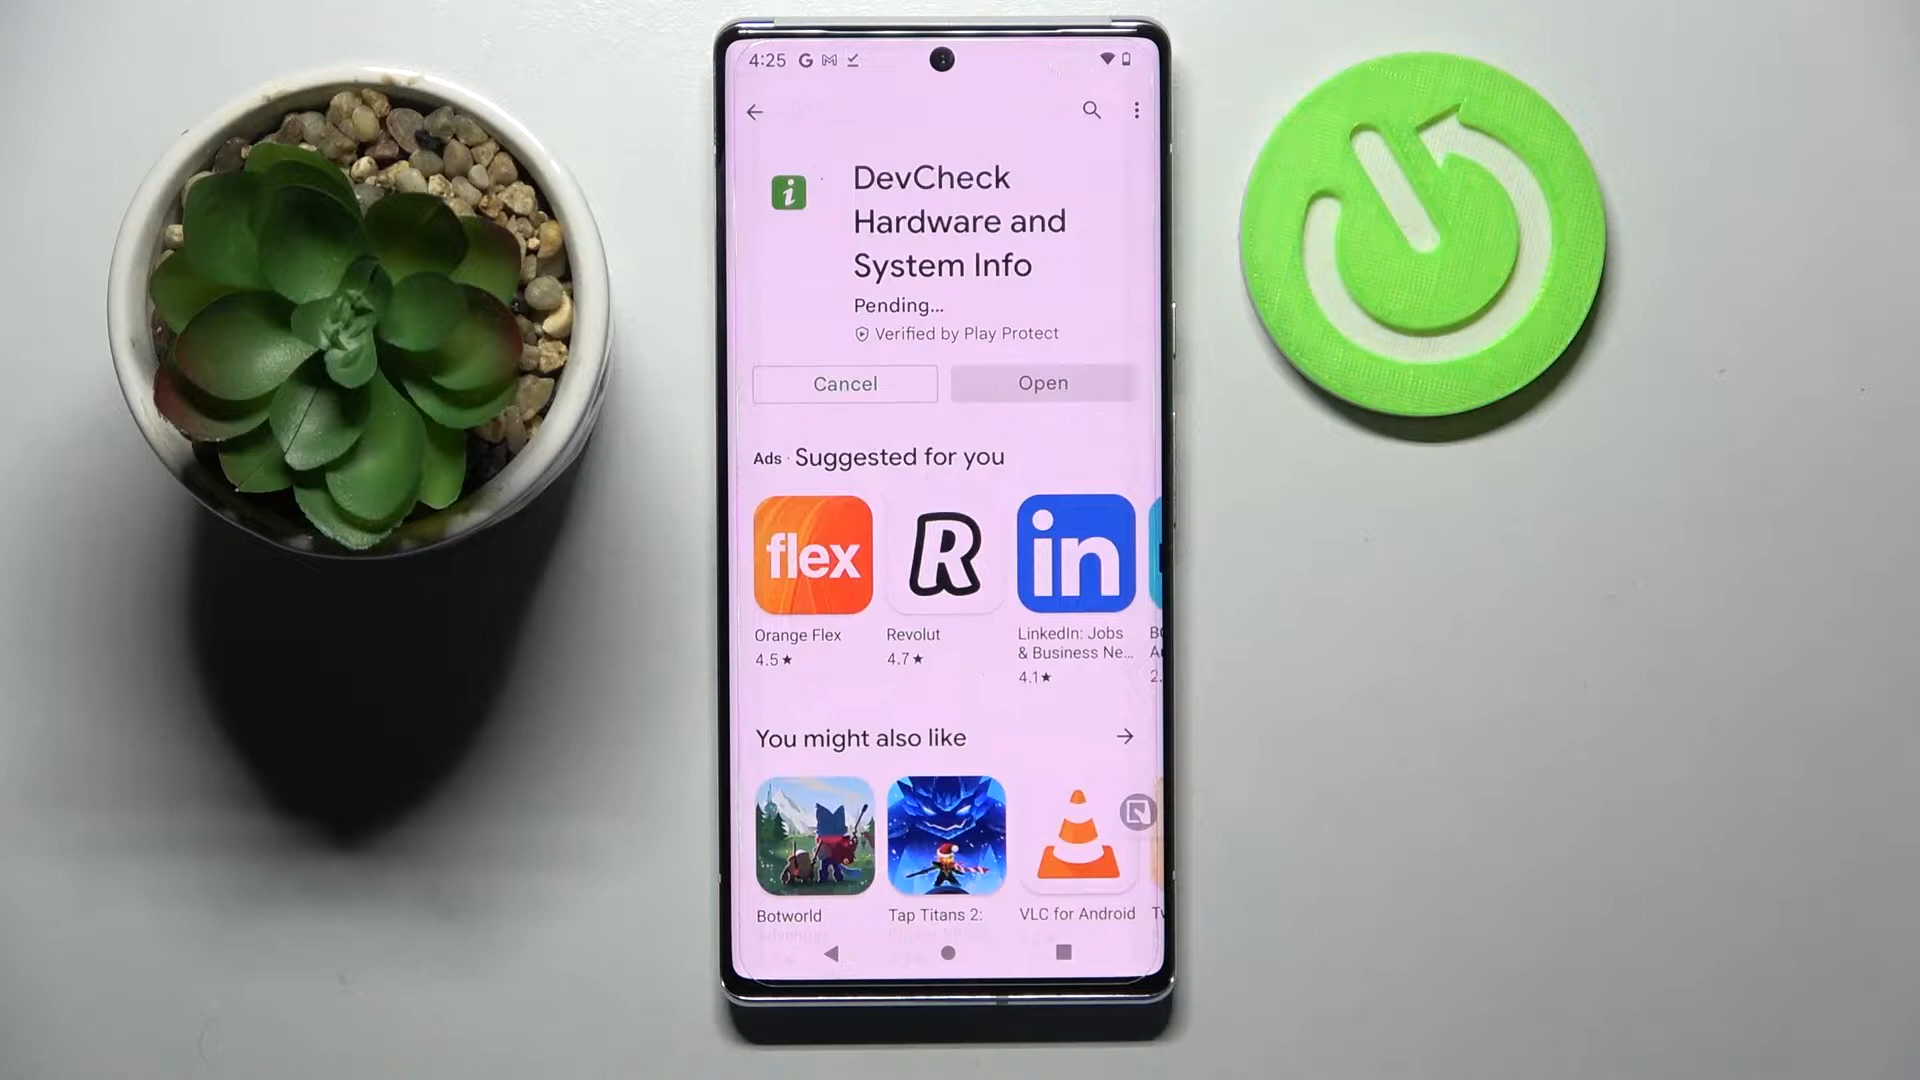 4:25
DevCheck
Hardware and
System Info
Pending...
Verified by Play Protect
Cancel
Open
Ads · Suggested for you
flex
R
in
Orange Flex
4.5★
Revolut
4.7★
LinkedIn: Jobs
& Business Ne...
4.1★
2.
You might also like
Botworld
Tap Titans 2:
VLC for Android